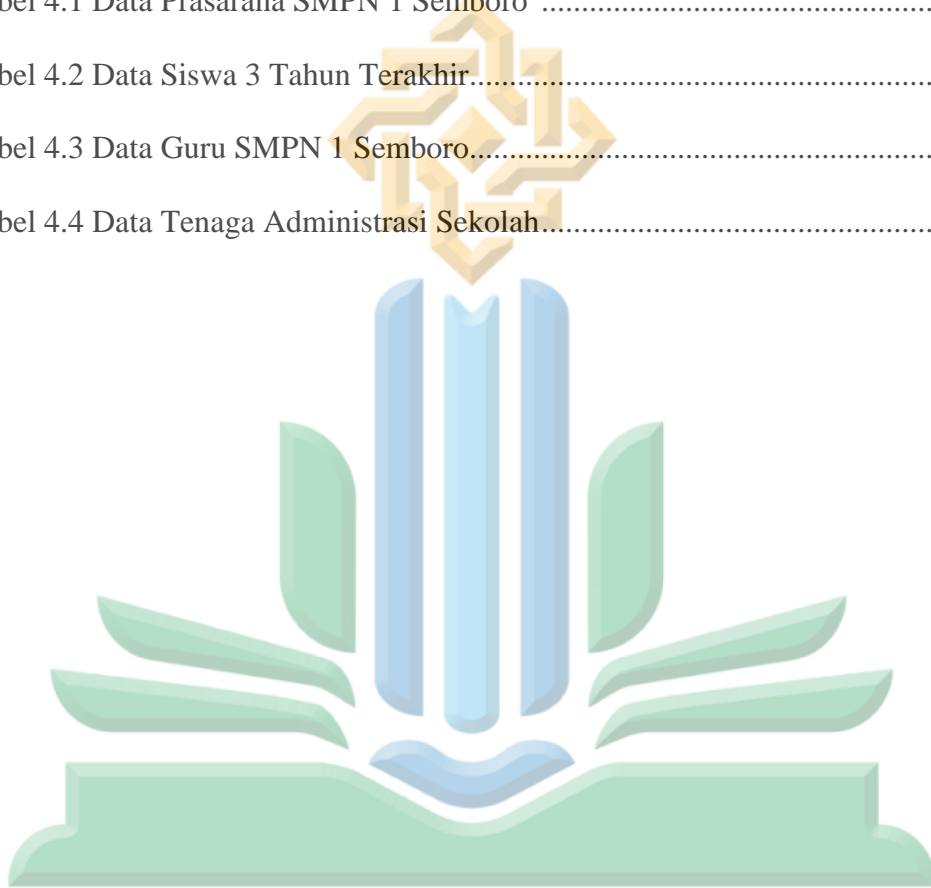 bel 4.1 Data Prasarana SMPN 1 Semboro ..................................................
bel 4.2 Data Siswa 3 Tahun Terakhir...........................................................
bel 4.3 Data Guru SMPN 1 Semboro...........................................................
bel 4.4 Data Tenaga Administrasi Sekolah..................................................